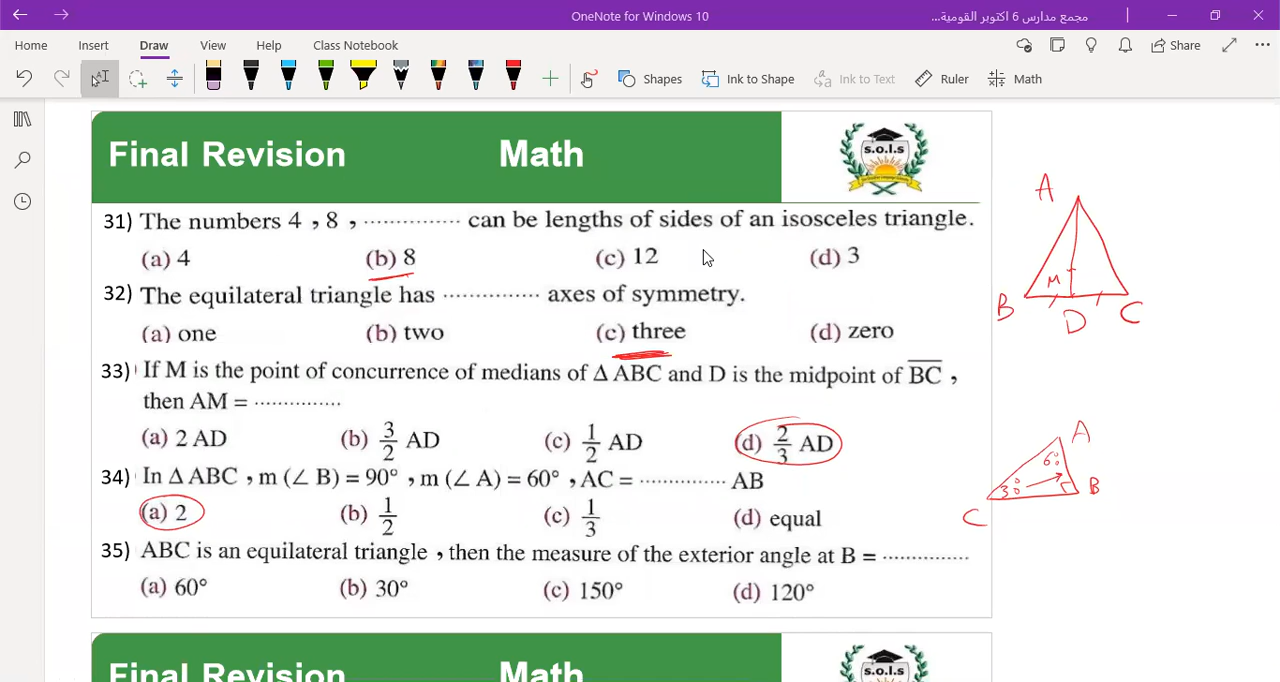 OneNote for Windows 10
مجمع مدارس 6 اكتوبر القومية...
Home Insert Draw View Help Class Notebook Share
Shapes Ink to Shape Ink to Text Ruler Math
Final Revision Math
s.o.l.s
31) The numbers 4 , 8 , ............... can be lengths of sides of an isosceles triangle.
(a) 4 (b) 8 (c) 12 (d) 3
32) The equilateral triangle has ............... axes of symmetry.
(a) one (b) two (c) three (d) zero
33) If M is the point of concurrence of medians of Δ ABC and D is the midpoint of B̅C̅ ,
then AM = ...............
(a) 2 AD (b) 3/2 AD (c) 1/2 AD (d) 2/3 AD
34) In Δ ABC , m (∠ B) = 90° , m (∠ A) = 60° , AC = ............... AB
(a) 2 (b) 1/2 (c) 1/3 (d) equal
35) ABC is an equilateral triangle , then the measure of the exterior angle at B = ...............
(a) 60° (b) 30° (c) 150° (d) 120°
A
M
B D C
A
60°
30° B
C
Final Revision Math
s.o.l.s